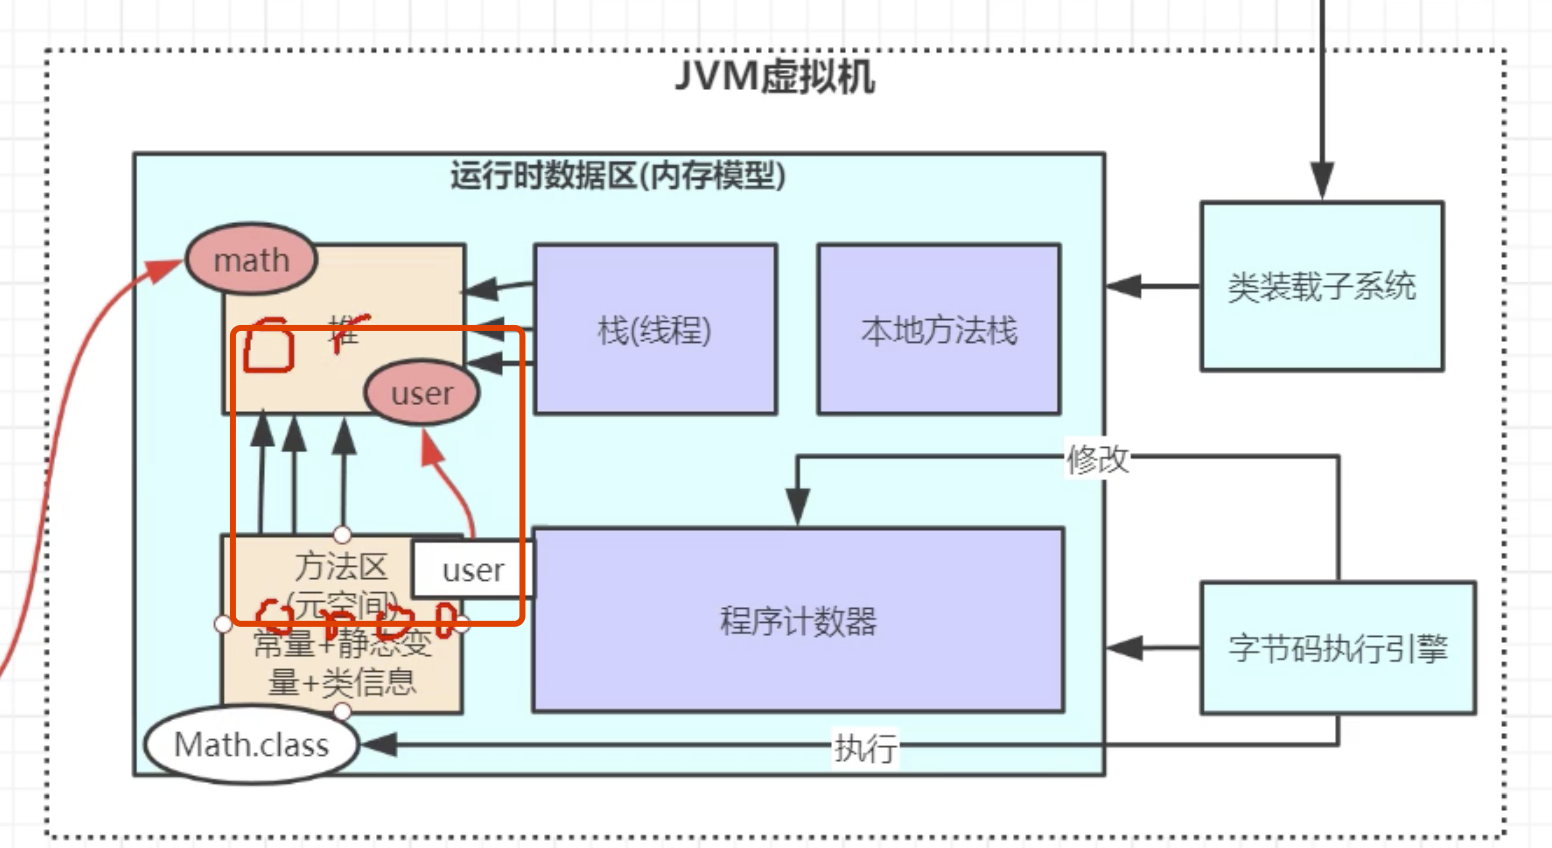 JVM虚拟机
运行时数据区(内存模型)
math
堆
user
栈(线程)
本地方法栈
类装载子系统
修改
方法区
(元空间)
常量+静态变
量+类信息
user
程序计数器
字节码执行引擎
Math.class
执行